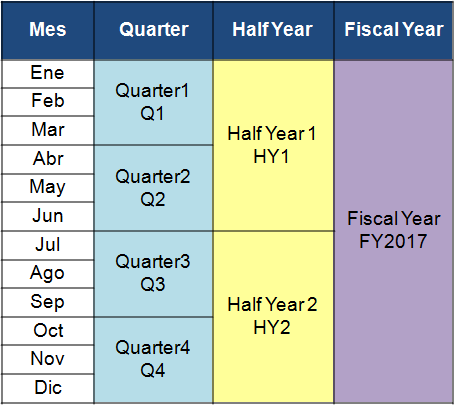 Mes Quarter Half Year Fiscal Year
Ene
Feb
Mar
Quarter1
Q1
Abr
May
Jun
Quarter2
Q2
Half Year 1
HY1
Jul
Ago
Sep
Quarter3
Q3
Oct
Nov
Dic
Quarter4
Q4
Half Year 2
HY2
Fiscal Year
FY2017